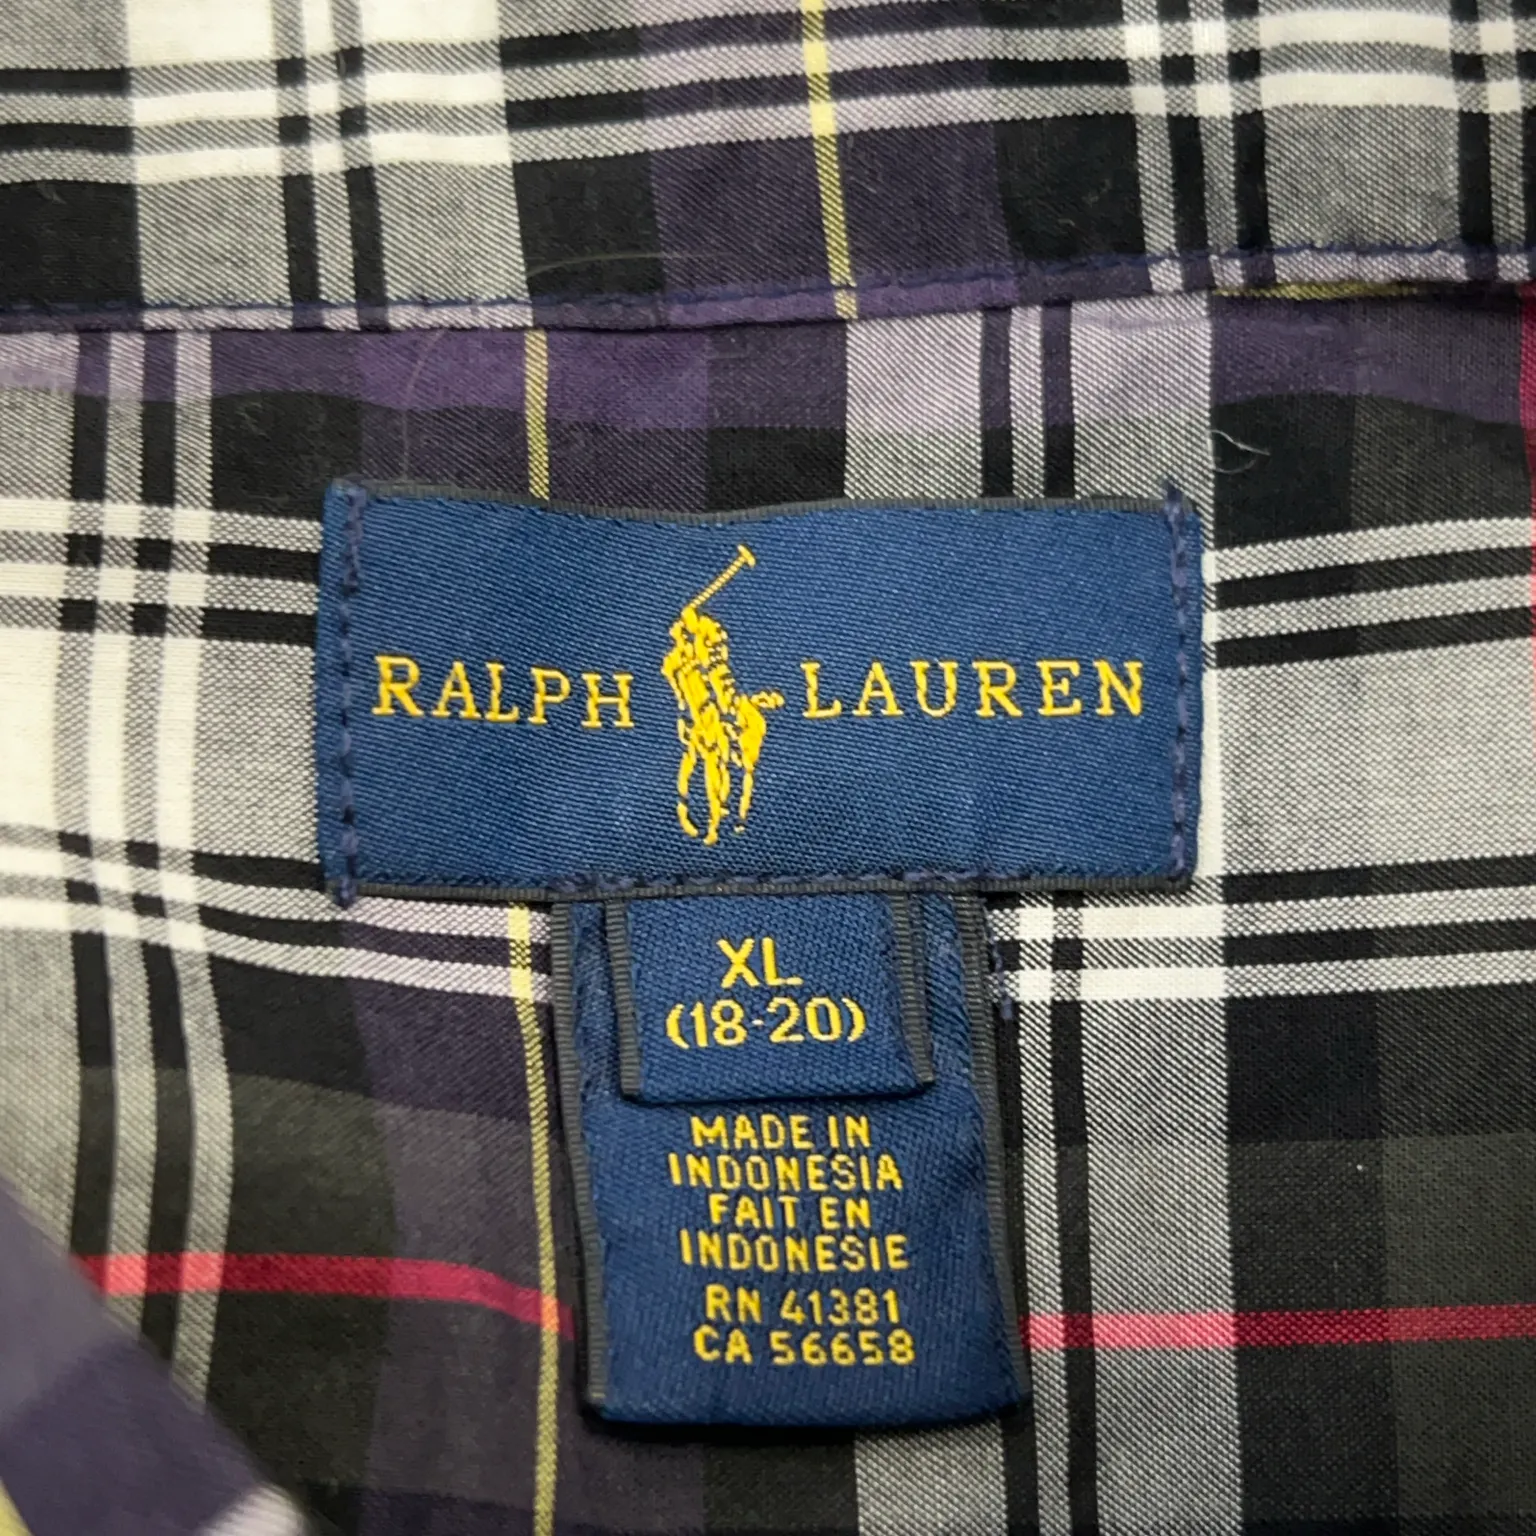 RALPH LAUREN
XL
(18-20)
MADE IN
INDONESIA
FAIT EN
INDONESIE
RN 41381
CA 56658